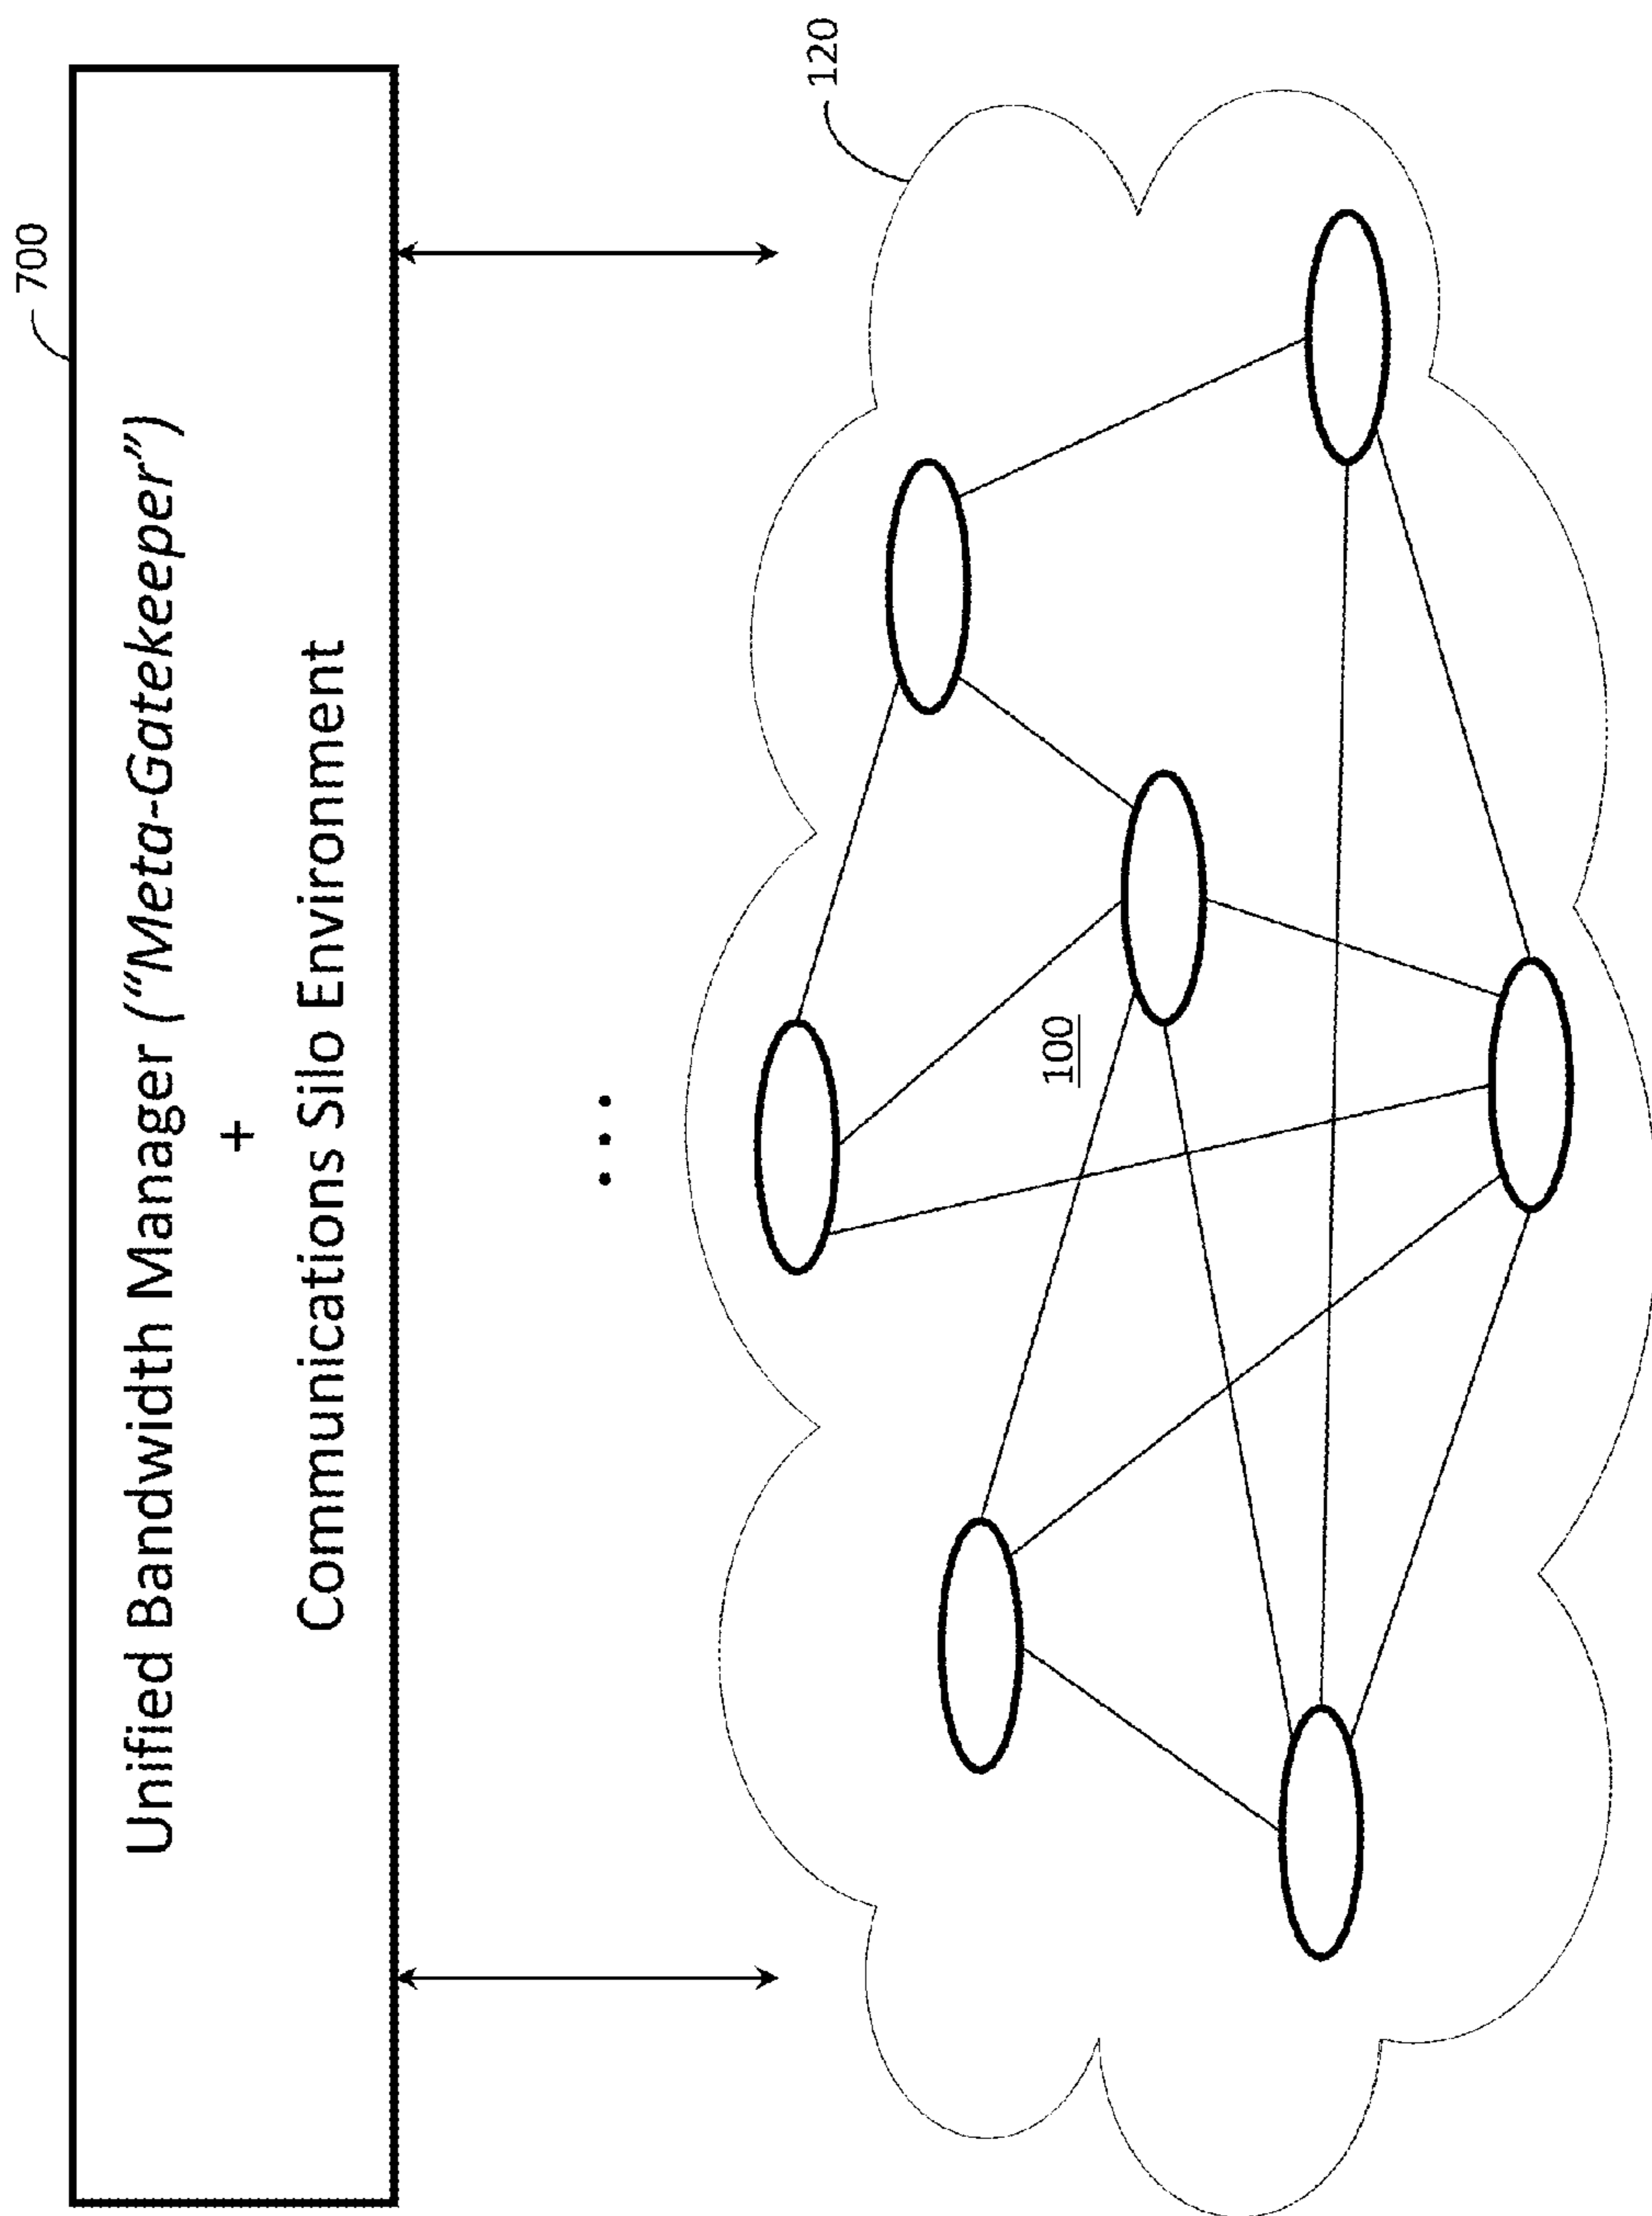 700
Unified Bandwidth Manager (“Meta-Gatekeeper”)
+
Communications Silo Environment
• • •
120
100